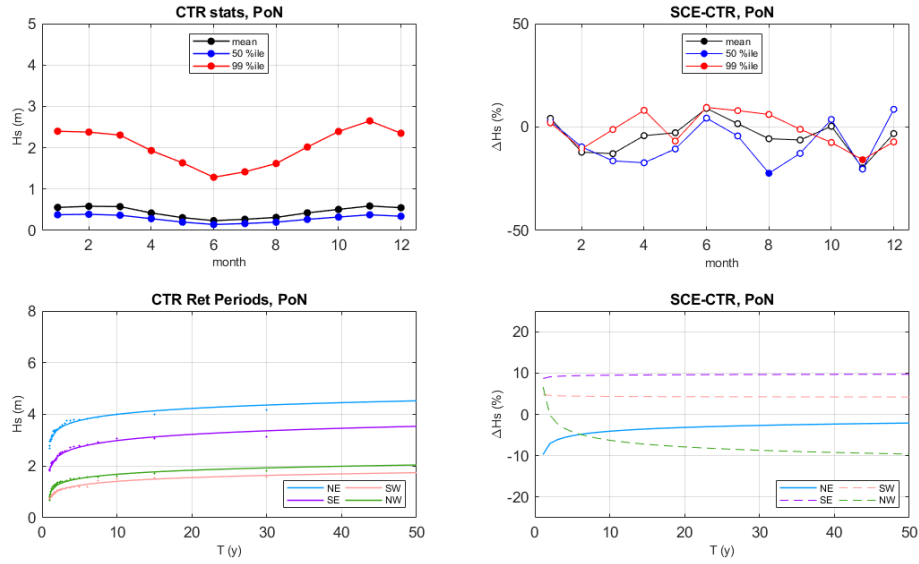 CTR stats, PoN
5
4
3
2
1
0
Hs (m)
mean
50 %ile
99 %ile
2
4
6
8
10
12
month
SCE-CTR, PoN
50
0
-50
Δ Hs (%)
mean
50 %ile
99 %ile
2
4
6
8
10
12
month
CTR Ret Periods, PoN
8
6
4
2
0
Hs (m)
NE SW
SE NW
0
10
20
30
40
50
T (y)
SCE-CTR, PoN
20
10
0
-10
-20
Δ Hs (%)
NE SW
SE NW
0
10
20
30
40
50
T (y)